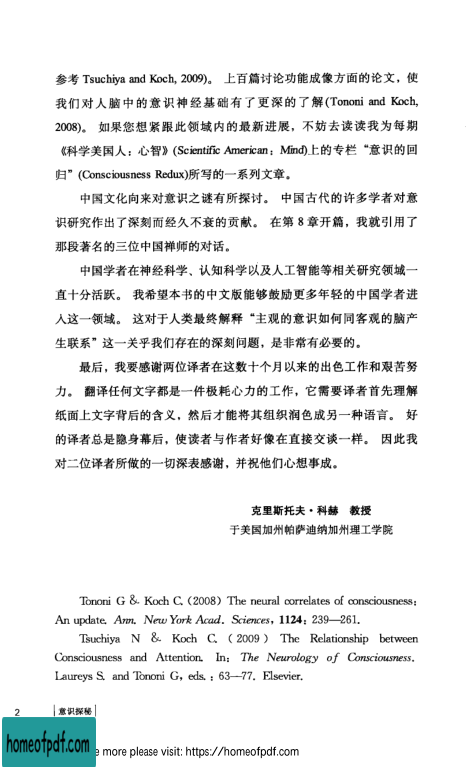 参考 Tsuchiya and Koch, 2009)。 上百篇讨论功能成像方面的论文，使
我们对人脑中的意识神经基础有了更深的了解(Tononi and Koch,
2008)。 如果您想紧跟此领域内的最新进展，不妨去读读我为每期
《科学美国人：心智》(Scientific American：Mind)上的专栏“意识的回
归”(Consciousness Redux)所写的一系列文章。
中国文化向来对意识之谜有所探讨。 中国古代的许多学者对意
识研究作出了深刻而经久不衰的贡献。 在第 8 章开篇，我就引用了
那段著名的三位中国禅师的对话。
中国学者在神经科学、认知科学以及人工智能等相关研究领域一
直十分活跃。 我希望本书的中文版能够鼓励更多年轻的中国学者进
入这一领域。 这对于人类最终解释“主观的意识如何同客观的脑产
生联系”这一关乎我们存在的深刻问题，是非常有必要的。
最后，我要感谢两位译者在这数十个月以来的出色工作和艰苦努
力。 翻译任何文字都是一件极耗心力的工作，它需要译者首先理解
纸面上文字背后的含义，然后才能将其组织润色成另一种语言。 好
的译者总是隐身幕后，使读者与作者好像在直接交谈一样。 因此我
对二位译者所做的一切深表感谢，并祝他们心想事成。
克里斯托夫·科赫 教授
于美国加州帕萨迪纳加州理工学院
Tononi G & Koch C. (2008) The neural correlates of consciousness:
An update. Ann. New York Acad. Sciences, 1124: 239—261.
Tsuchiya N & Koch C. (2009) The Relationship between
Consciousness and Attention. In: The Neurology of Consciousness.
Laureys S. and Tononi G, eds.: 63—77. Elsevier.
2 意识探秘
homeofpdf.com
e more please visit: https://homeofpdf.com